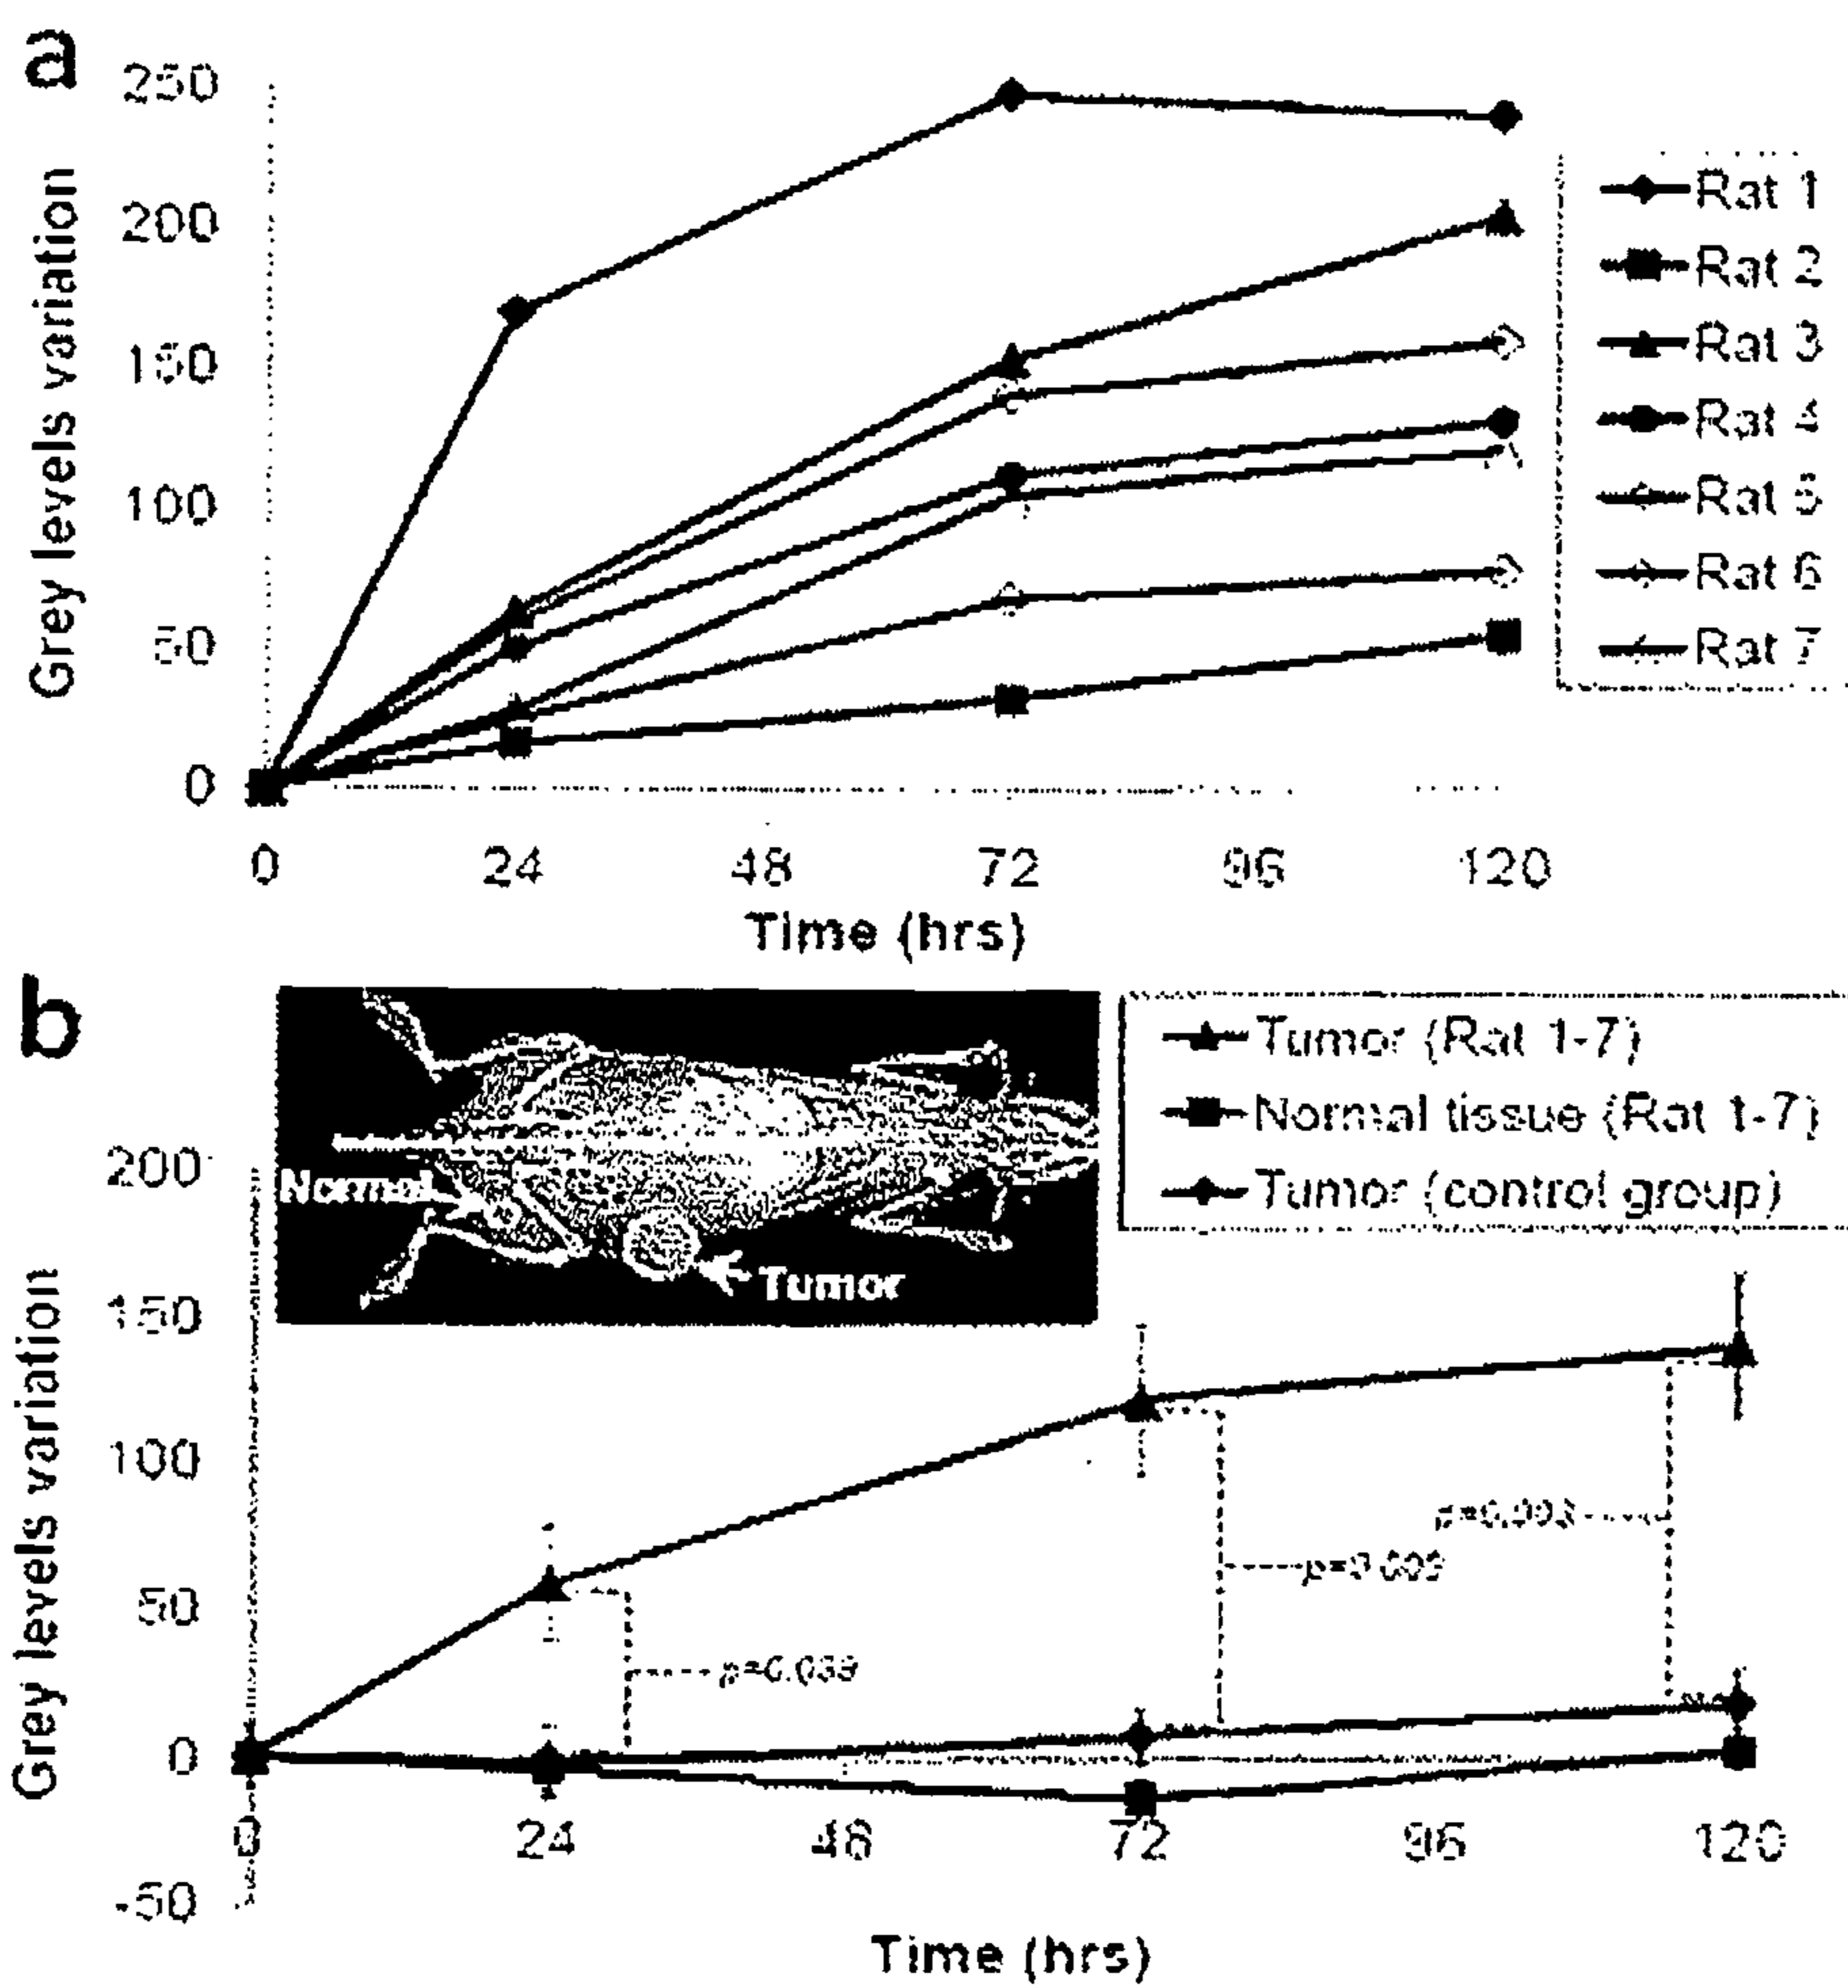 a
Grey levels variation
250
200
150
100
50
0
0 24 48 72 96 120
Time (hrs)
Rat 1
Rat 2
Rat 3
Rat 4
Rat 5
Rat 6
Rat 7
b
Tumor (Rat 1-7)
Normal tissue (Rat 1-7)
Tumor (control group)
Normal
Tumor
Grey levels variation
200
150
100
50
0
-50
p=0.009
0 24 48 72 96 120
Time (hrs)